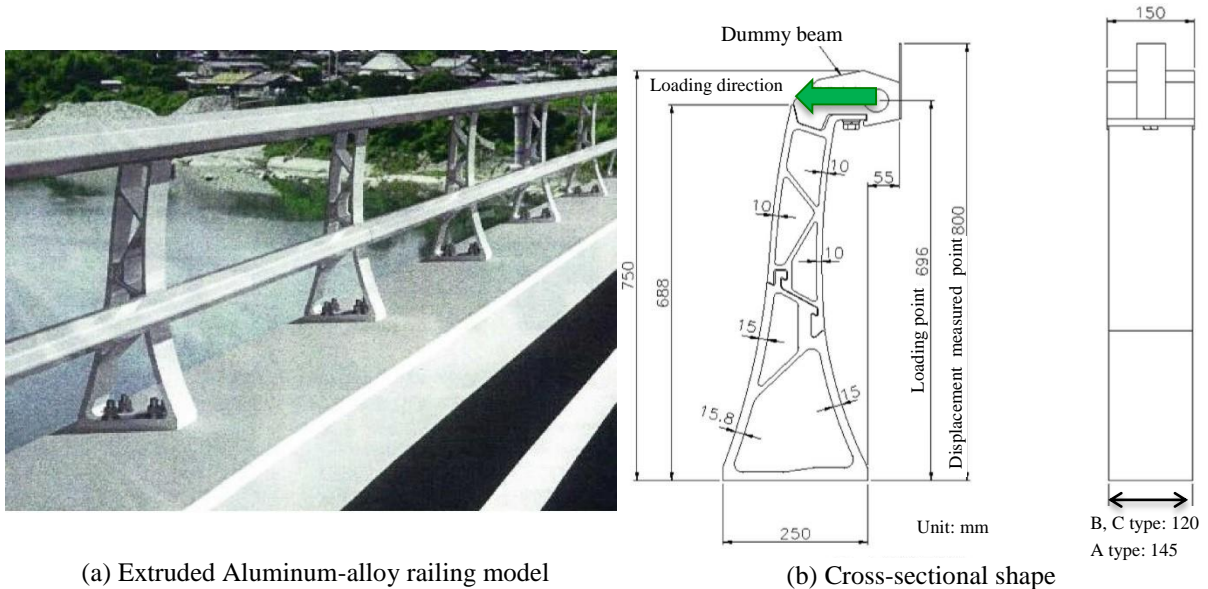 150
Dummy beam
Loading direction
10
55
10
10
750
688
Loading point 696
Displacement measured point 800
15
15
15.8
250
Unit: mm
B, C type: 120
A type: 145
(a) Extruded Aluminum-alloy railing model
(b) Cross-sectional shape